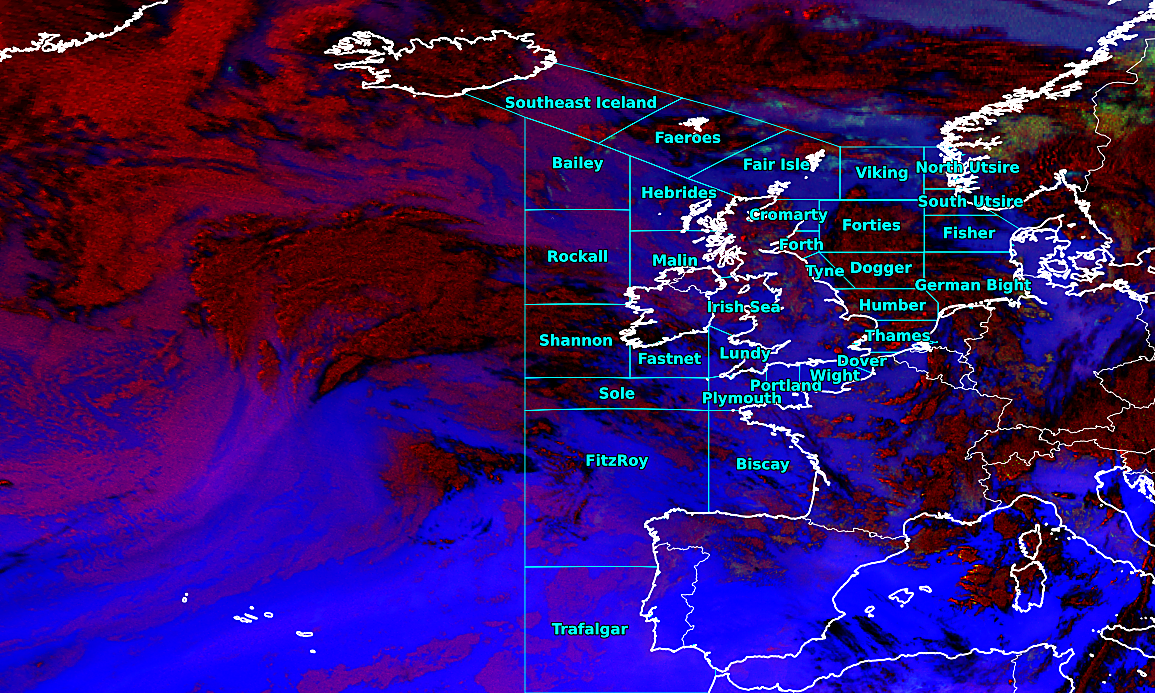 Southeast Iceland
Faeroes
Bailey
Fair Isle
Viking
North Utsire
Hebrides
South Utsire
Cromarty
Forties
Fisher
Forth
Rockall
Malin
Tyne
Dogger
German Bight
Irish Sea
Humber
Shannon
Thames
Fastnet
Lundy
Dover
Wight
Portland
Sole
Plymouth
FitzRoy
Biscay
Trafalgar